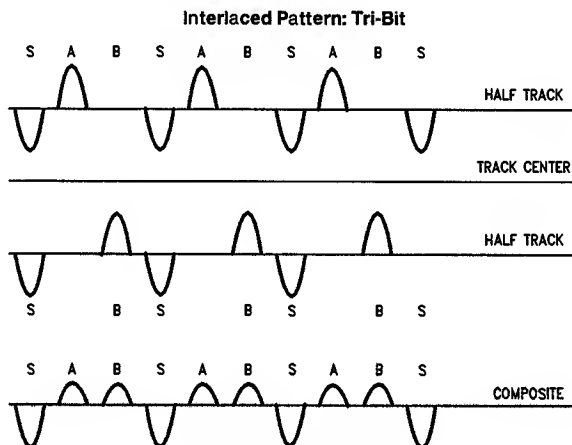 Interlaced Pattern: Tri-Bit
S A B S A B S A B S
HALF TRACK
TRACK CENTER
HALF TRACK
S B S B S B S
S A B S A B S A B S
COMPOSITE